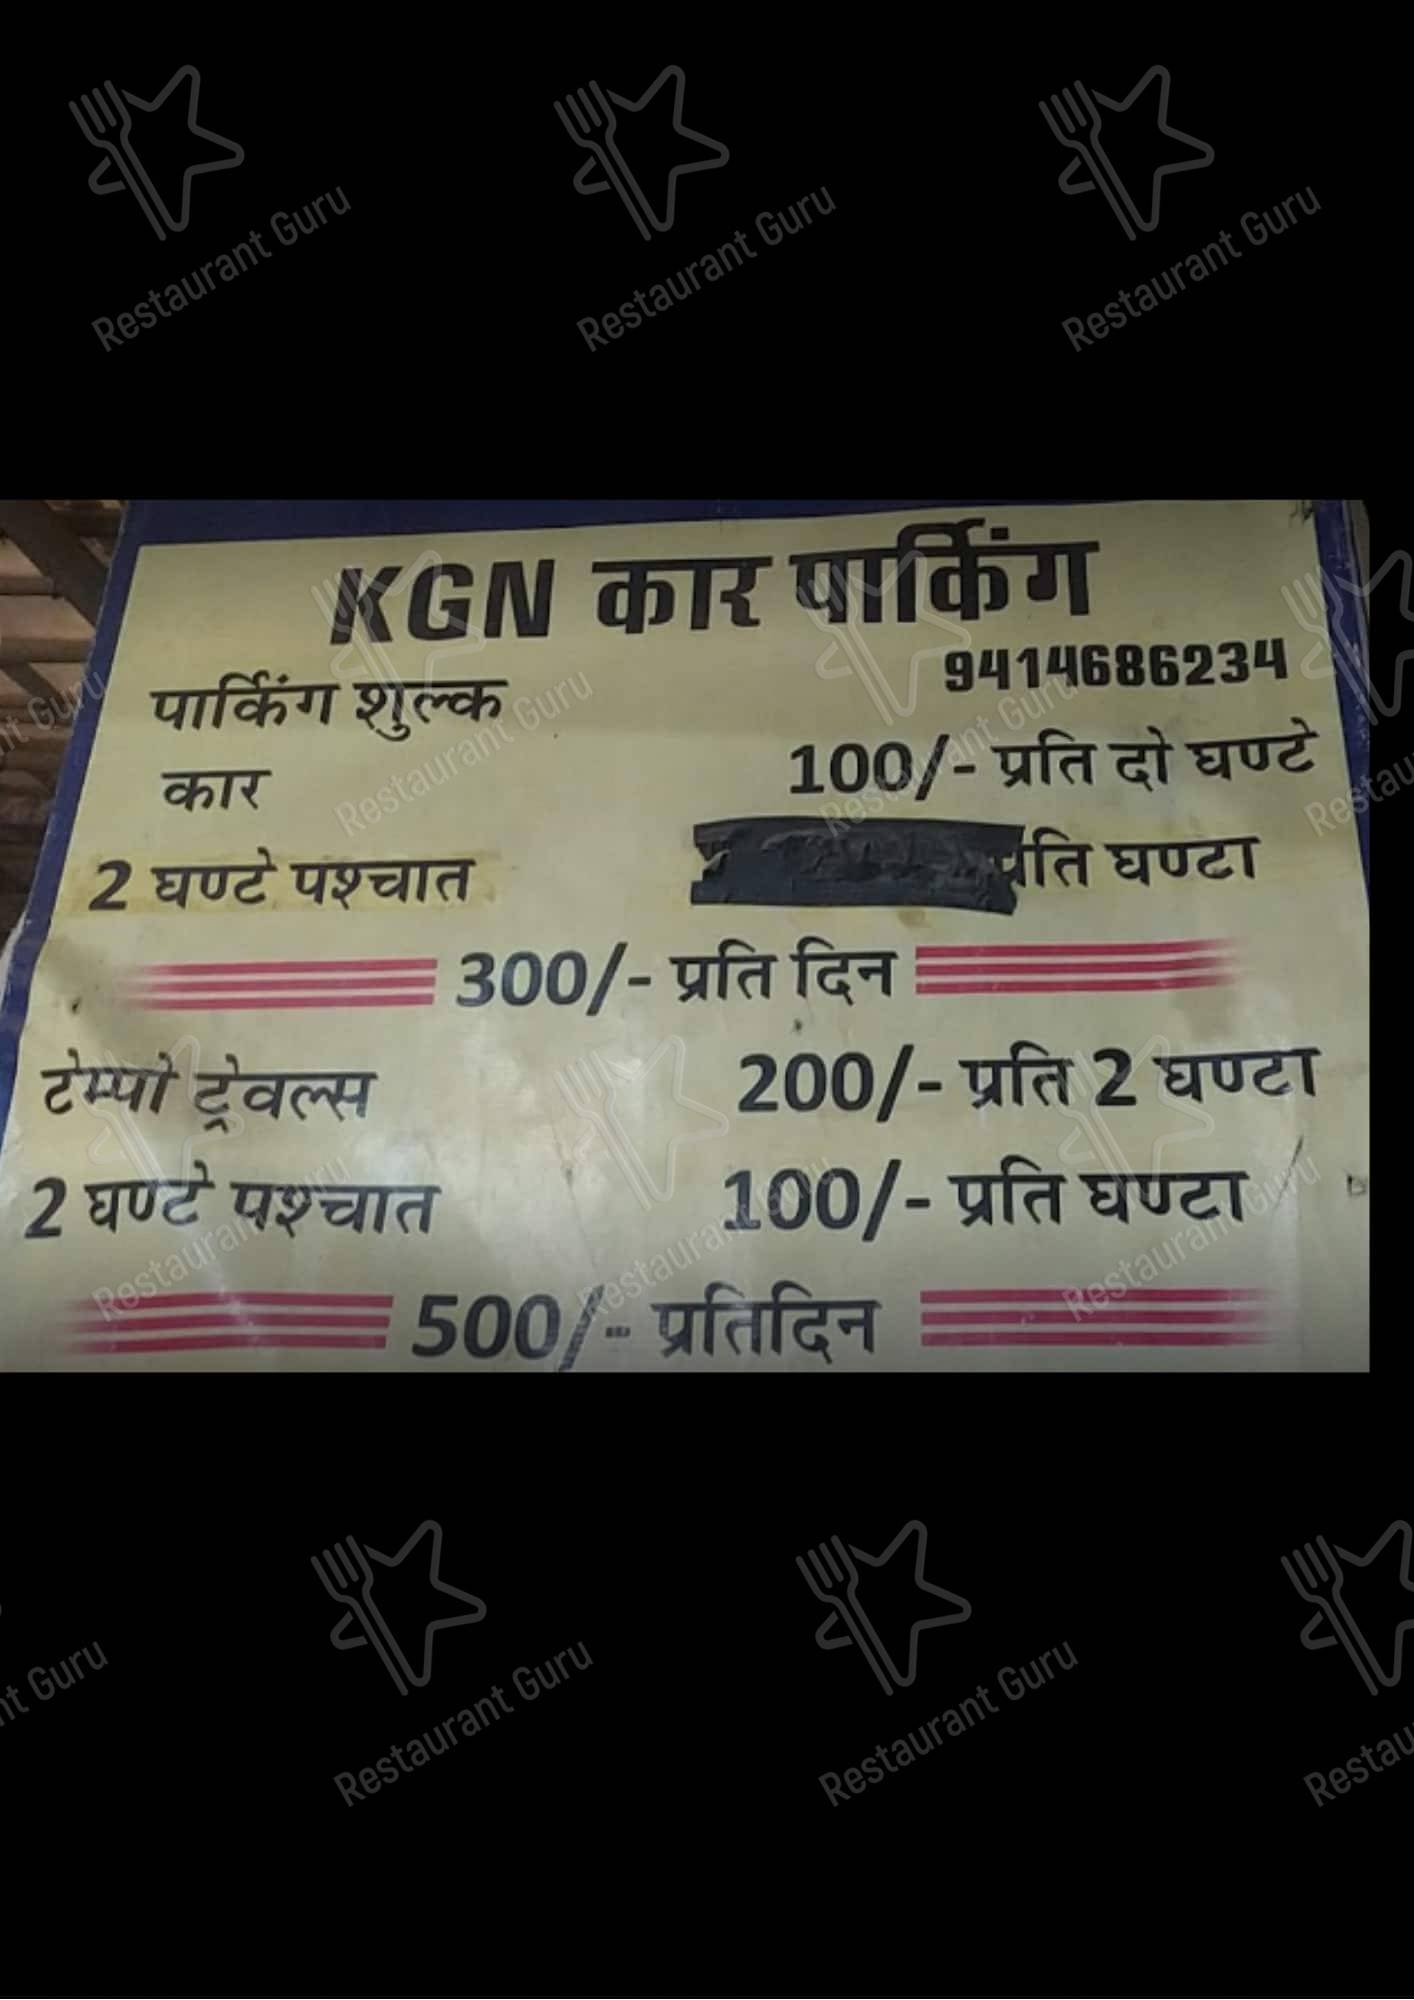 KGN कार पार्किंग
9414686234
पार्किंग शुल्क
कार 100/- प्रति दो घण्टे
2 घण्टे पश्चात प्रति घण्टा
300/- प्रति दिन
टेम्पो ट्रेवल्स 200/- प्रति 2 घण्टा
2 घण्टे पश्चात 100/- प्रति घण्टा
500/- प्रतिदिन
Restaurant Guru